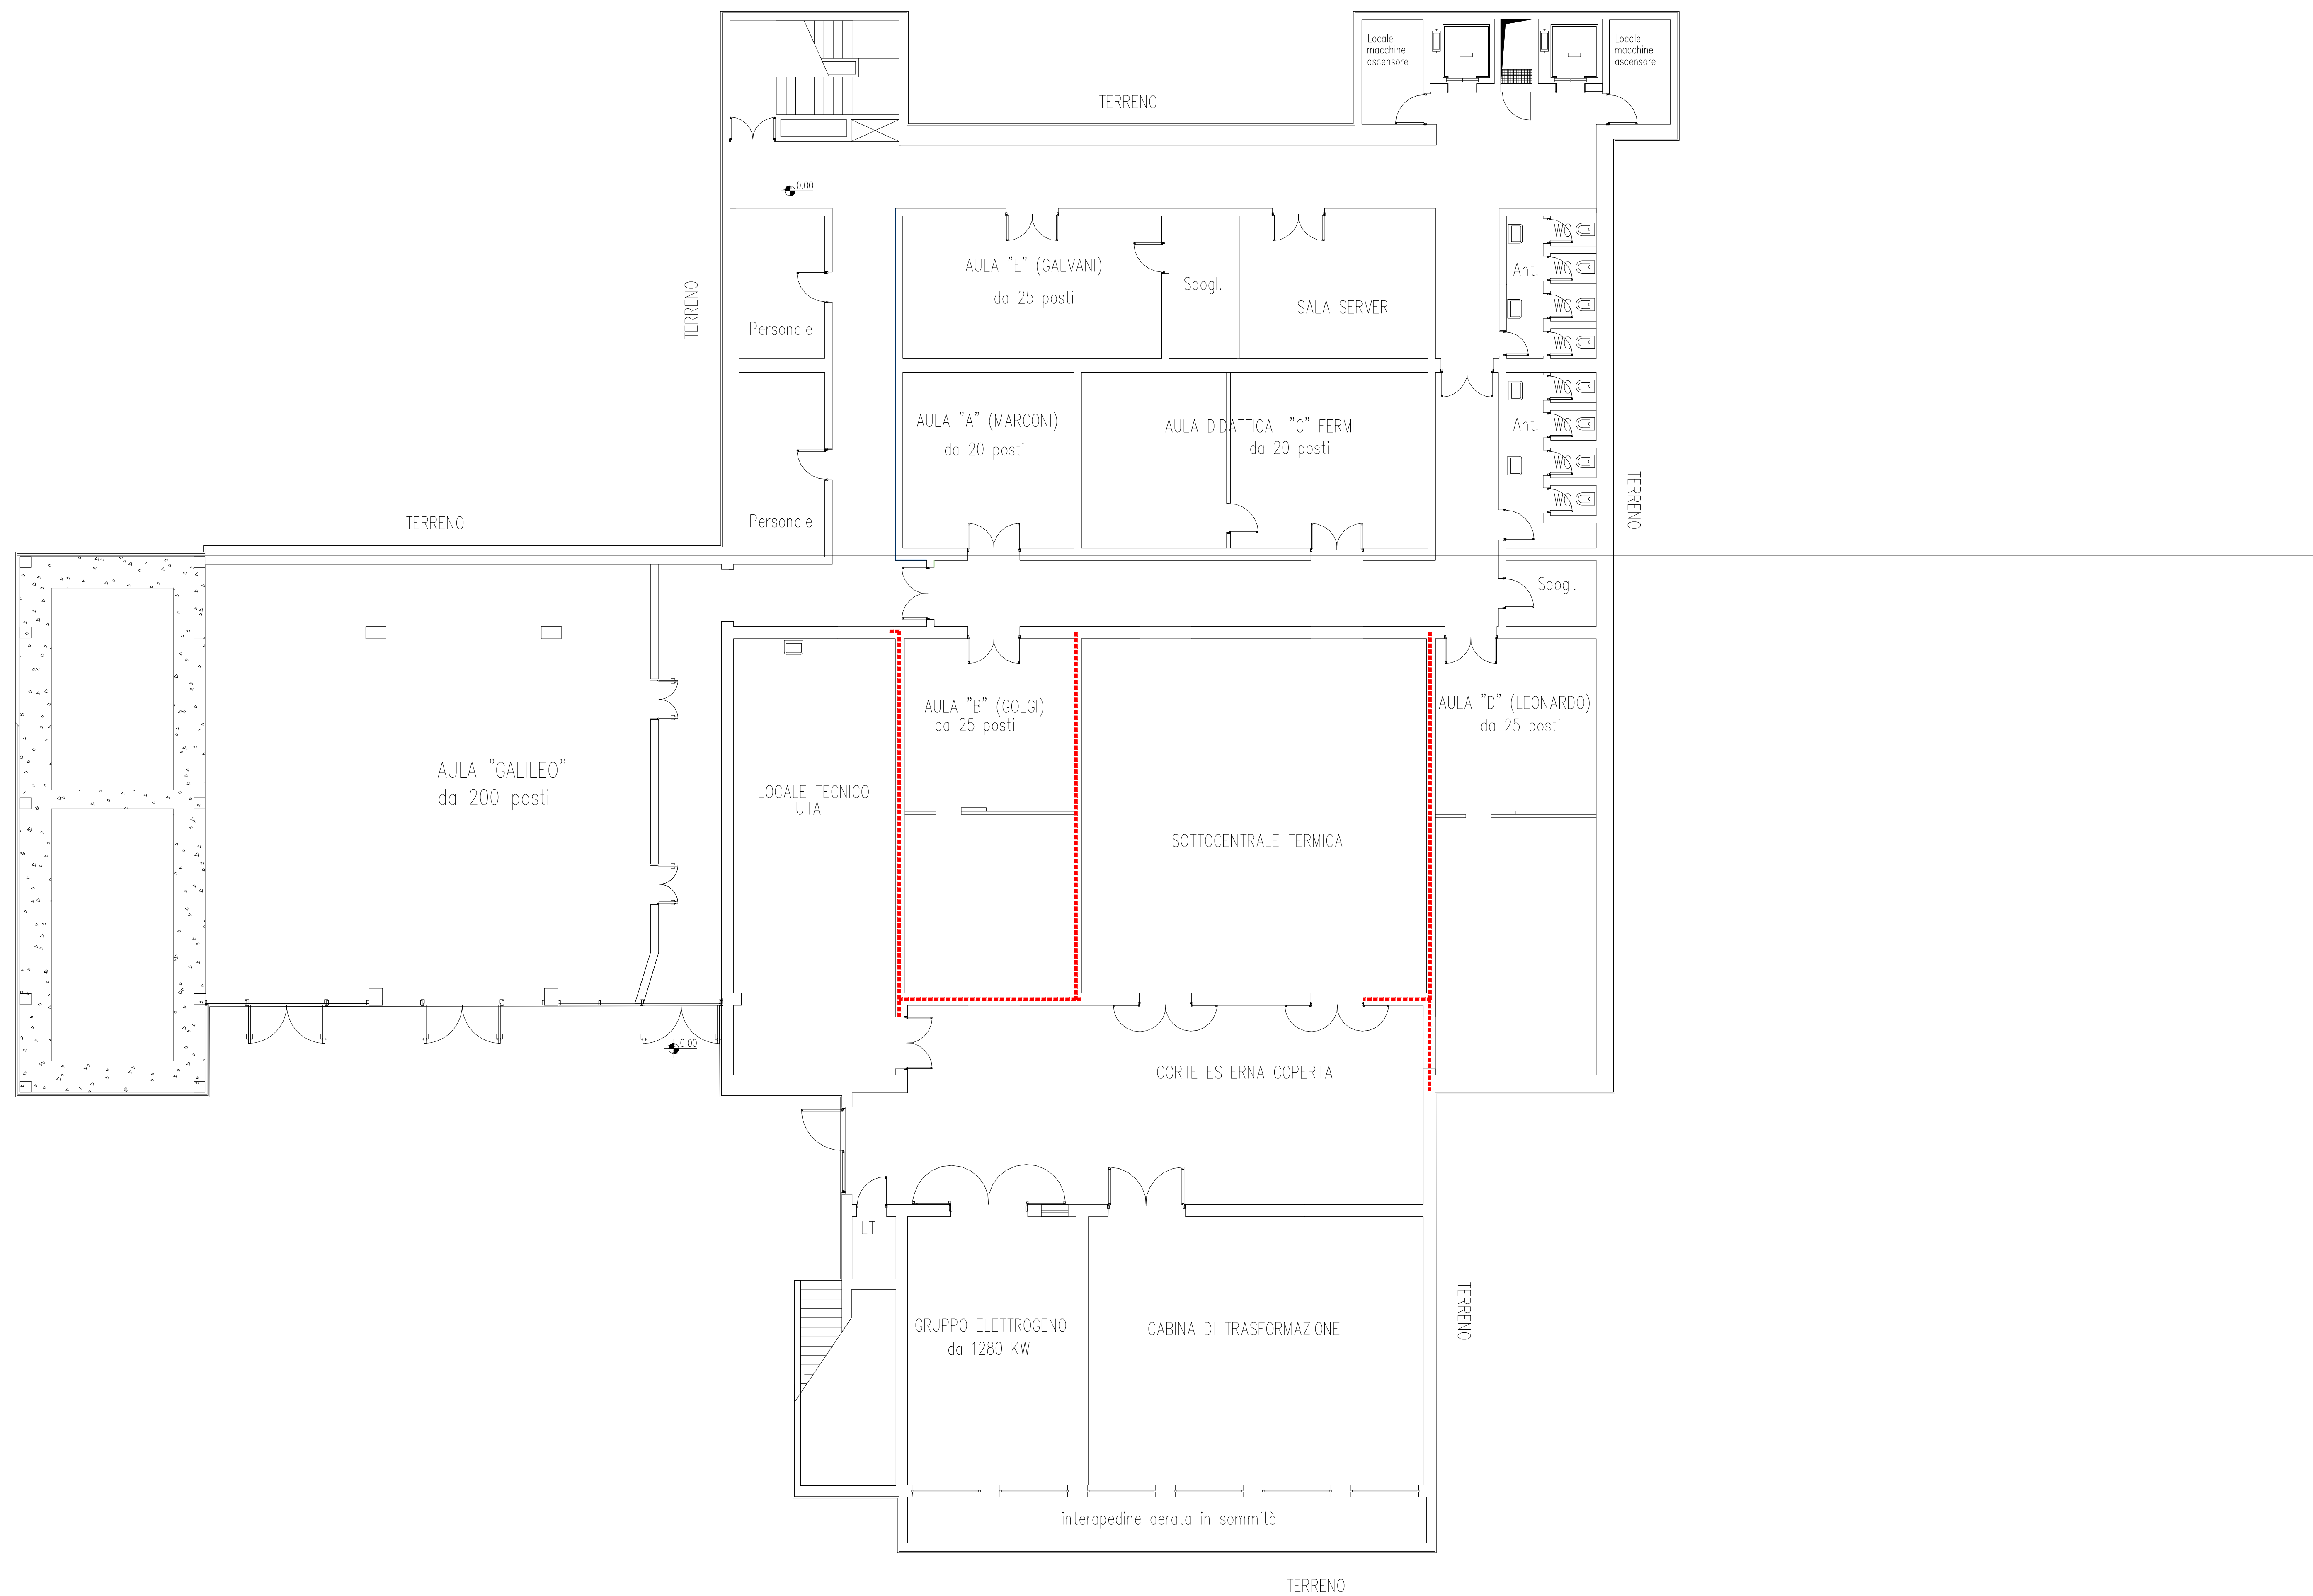 Locale
macchine
ascensore
Locale
macchine
ascensore
TERRENO
0.00
TERRENO
Personale
AULA "E" (GALVANI)
da 25 posti
Spogl.
SALA SERVER
Ant.
WC
WC
WC
WC
Personale
AULA "A" (MARCONI)
da 20 posti
AULA DIDATTICA "C" FERMI
da 20 posti
Ant.
WC
WC
WC
WC
TERRENO
TERRENO
Spogl.
AULA "GALILEO"
da 200 posti
LOCALE TECNICO
UTA
AULA "B" (GOLGI)
da 25 posti
SOTTOCENTRALE TERMICA
AULA "D" (LEONARDO)
da 25 posti
0.00
CORTE ESTERNA COPERTA
LT
GRUPPO ELETTROGENO
da 1280 KW
CABINA DI TRASFORMAZIONE
TERRENO
interapedine aerata in sommità
TERRENO